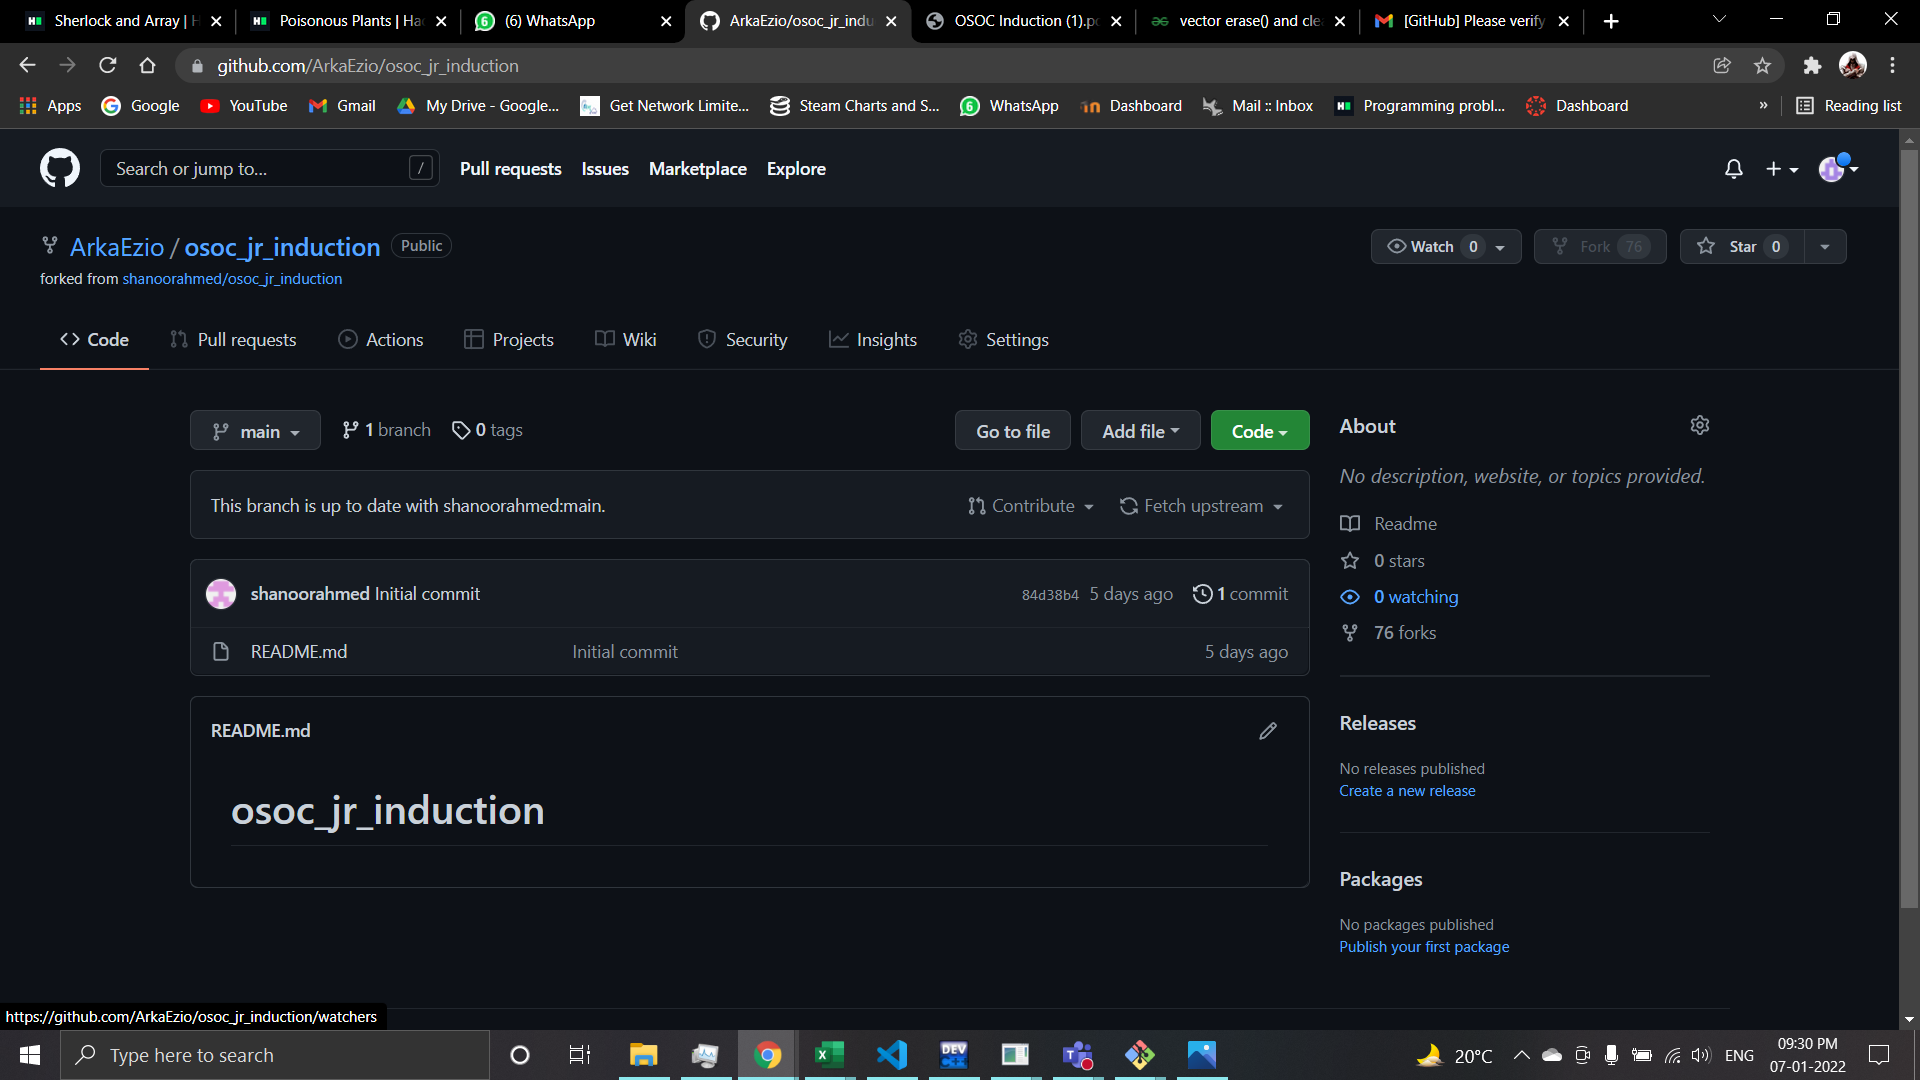 Sherlock and Array | H
Poisonous Plants | Hac
(6) WhatsApp
ArkaEzio/osoc_jr_indu
OSOC Induction (1).pd
vector erase() and cle
[GitHub] Please verify
github.com/ArkaEzio/osoc_jr_induction
Apps
Google
YouTube
Gmail
My Drive - Google...
Get Network Limite...
Steam Charts and S...
WhatsApp
Dashboard
Mail :: Inbox
Programming probl...
Dashboard
»
Reading list
Search or jump to...
/
Pull requests
Issues
Marketplace
Explore
ArkaEzio / osoc_jr_induction
Public
Watch 0
Fork 76
Star 0
forked from shanoorahmed/osoc_jr_induction
Code
Pull requests
Actions
Projects
Wiki
Security
Insights
Settings
main
1 branch
0 tags
Go to file
Add file
Code
This branch is up to date with shanoorahmed:main.
Contribute
Fetch upstream
shanoorahmed Initial commit
84d38b4 5 days ago
1 commit
README.md
Initial commit
5 days ago
README.md
osoc_jr_induction
About
No description, website, or topics provided.
Readme
0 stars
0 watching
76 forks
Releases
No releases published
Create a new release
Packages
No packages published
Publish your first package
https://github.com/ArkaEzio/osoc_jr_induction/watchers
Type here to search
DEV
20°C
ENG
09:30 PM
07-01-2022